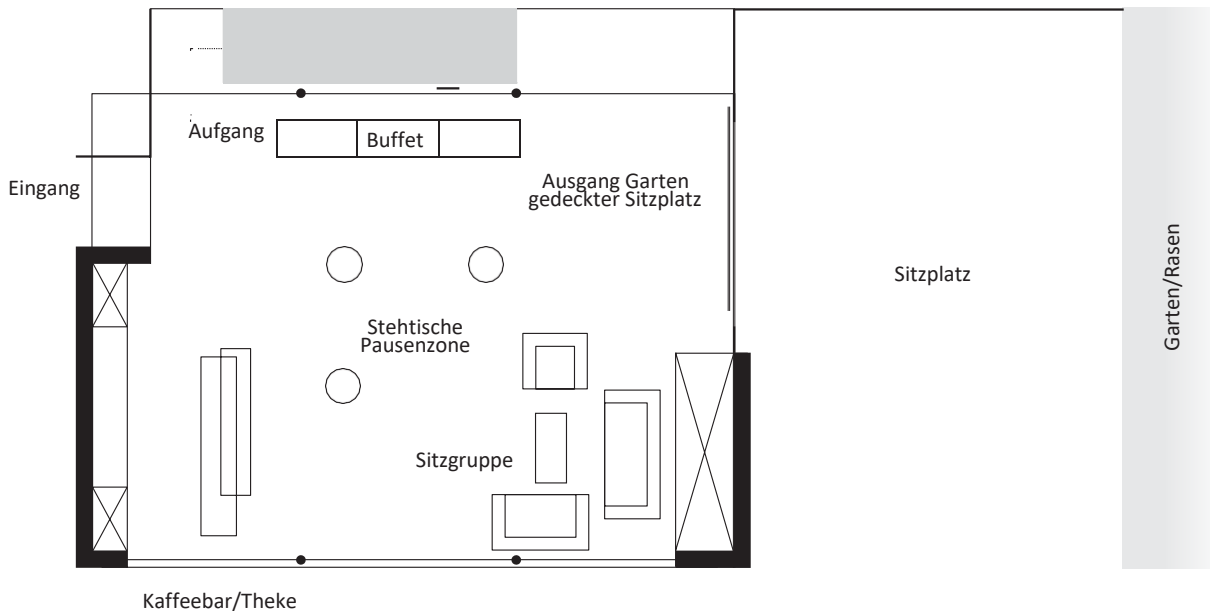 Aufgang
Buffet
Eingang
Ausgang Garten
gedeckter Sitzplatz
Sitzplatz
Garten/Rasen
Stehtische
Pausenzone
Sitzgruppe
Kaffeebar/Theke